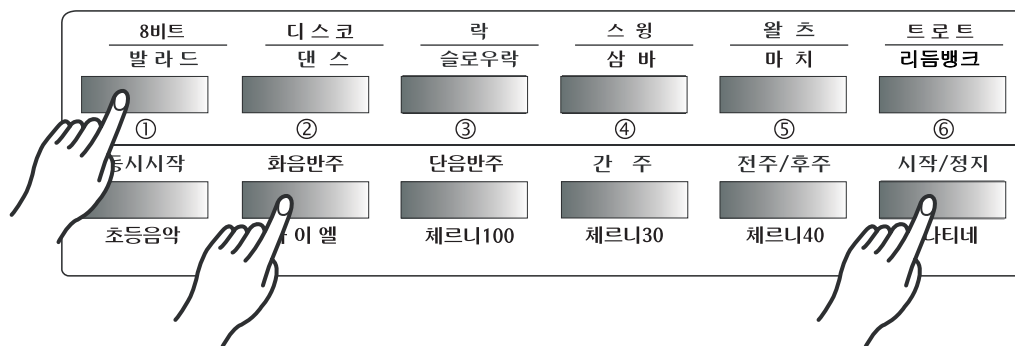 8비트 디스코 락 스윙 왈츠 트로트
발라드 댄스 슬로우락 삼바 마치 리듬뱅크
① ② ③ ④ ⑤ ⑥
동시시작 화음반주 단음반주 간주 전주/후주 시작/정지
초등음악 이엘 체르니100 체르니30 체르니40 나티네